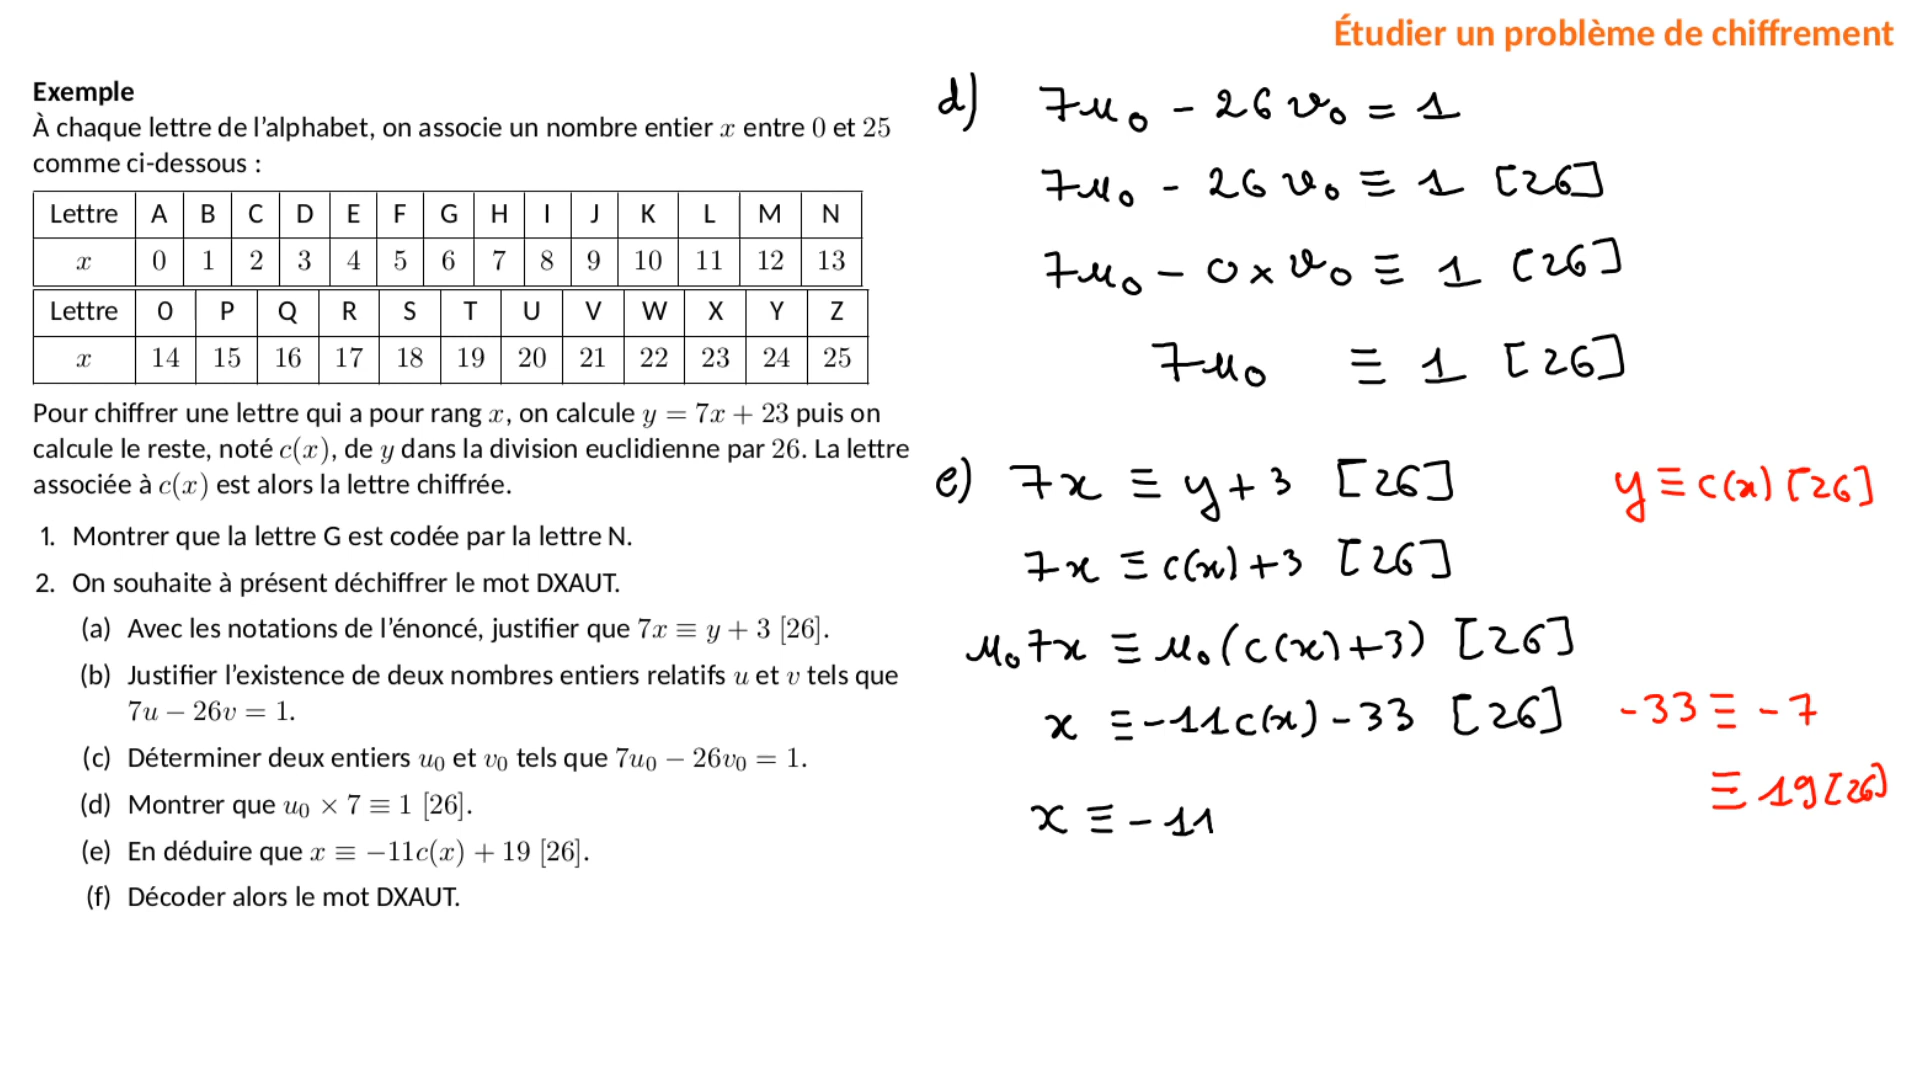 Étudier un problème de chiffrement
Exemple
À chaque lettre de l'alphabet, on associe un nombre entier x entre 0 et 25
comme ci-dessous :
Lettre A B C D E F G H I J K L M N
x 0 1 2 3 4 5 6 7 8 9 10 11 12 13
Lettre O P Q R S T U V W X Y Z
x 14 15 16 17 18 19 20 21 22 23 24 25
Pour chiffrer une lettre qui a pour rang x, on calcule y = 7x + 23 puis on
calcule le reste, noté c(x), de y dans la division euclidienne par 26. La lettre
associée à c(x) est alors la lettre chiffrée.
1. Montrer que la lettre G est codée par la lettre N.
2. On souhaite à présent déchiffrer le mot DXAUT.
(a) Avec les notations de l'énoncé, justifier que 7x ≡ y + 3 [26].
(b) Justifier l'existence de deux nombres entiers relatifs u et v tels que
7u − 26v = 1.
(c) Déterminer deux entiers u₀ et v₀ tels que 7u₀ − 26v₀ = 1.
(d) Montrer que u₀ × 7 ≡ 1 [26].
(e) En déduire que x ≡ −11c(x) + 19 [26].
(f) Décoder alors le mot DXAUT.
d) 7u₀ - 26v₀ = 1
7u₀ - 26v₀ ≡ 1 [26]
7u₀ - 0×v₀ ≡ 1 [26]
7u₀ ≡ 1 [26]
e) 7x ≡ y+3 [26] y ≡ c(x) [26]
7x ≡ c(x)+3 [26]
u₀7x ≡ u₀(c(x)+3) [26]
x ≡ -11c(x)-33 [26] -33 ≡ -7
≡ 19[26]
x ≡ -11